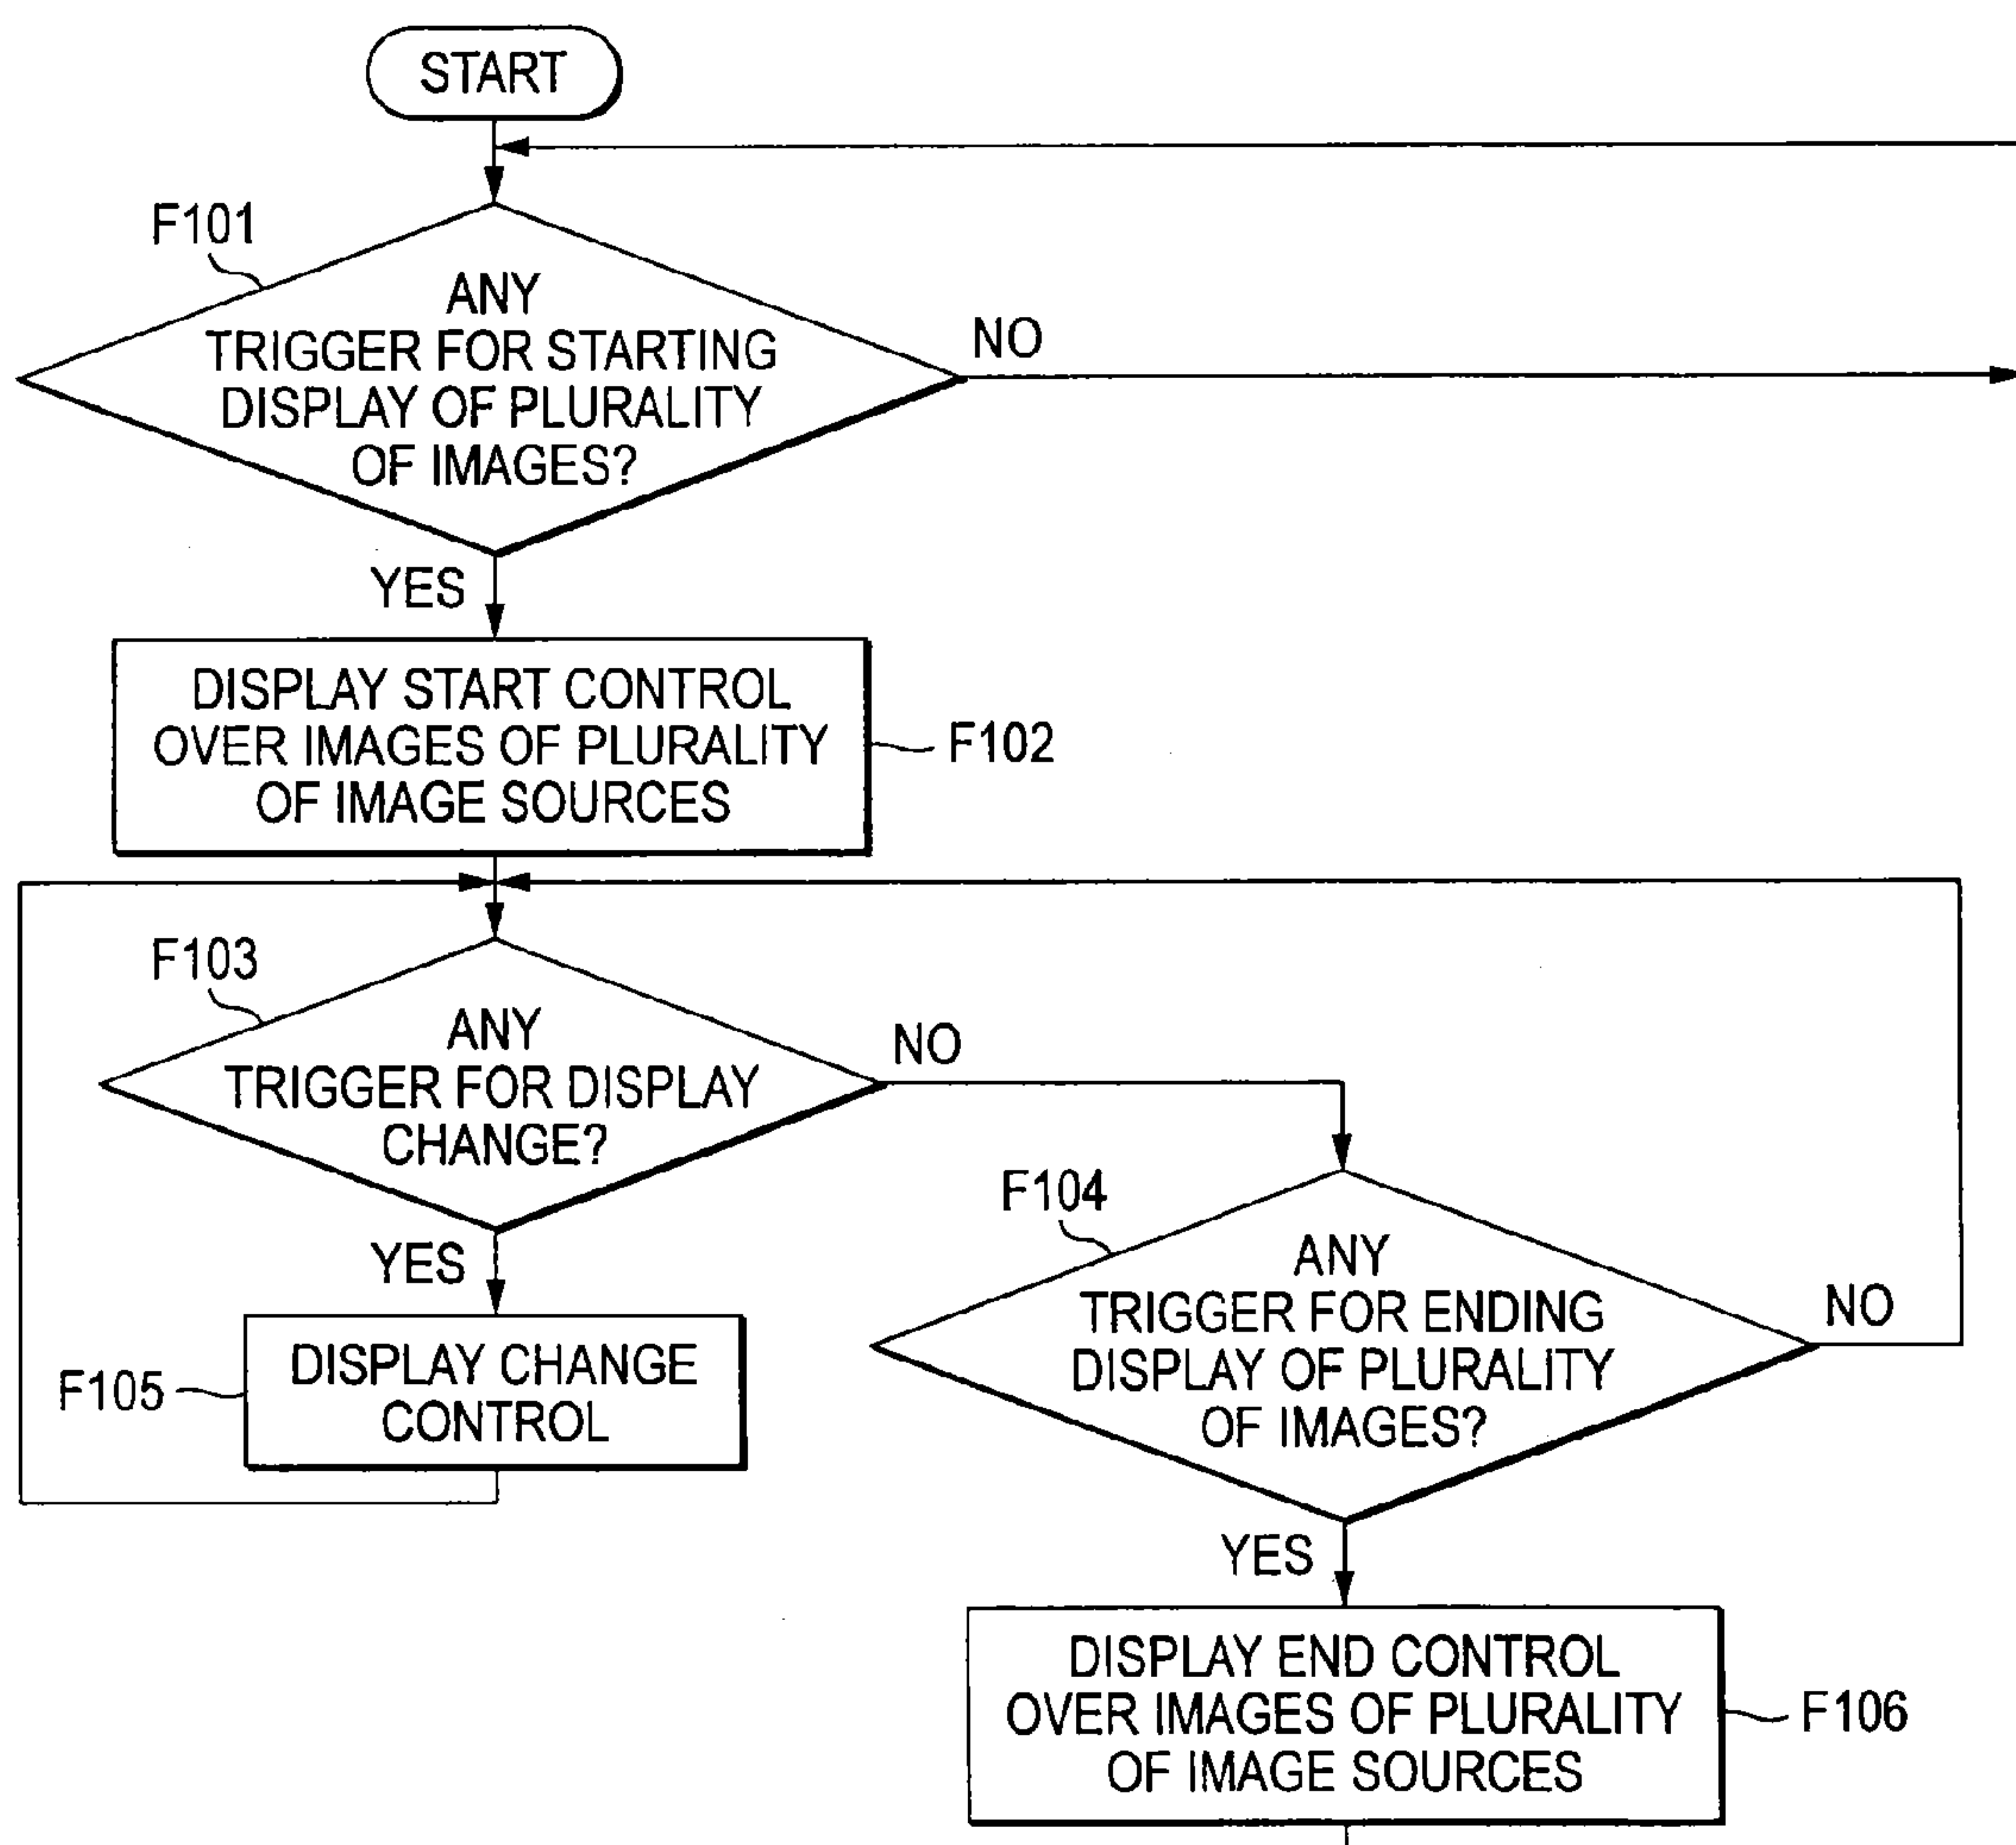 START
F101
ANY
TRIGGER FOR STARTING
DISPLAY OF PLURALITY
OF IMAGES?
NO
YES
DISPLAY START CONTROL
OVER IMAGES OF PLURALITY
OF IMAGE SOURCES
F102
F103
ANY
TRIGGER FOR DISPLAY
CHANGE?
NO
YES
F104
ANY
TRIGGER FOR ENDING
DISPLAY OF PLURALITY
OF IMAGES?
NO
F105
DISPLAY CHANGE
CONTROL
YES
DISPLAY END CONTROL
OVER IMAGES OF PLURALITY
OF IMAGE SOURCES
F106